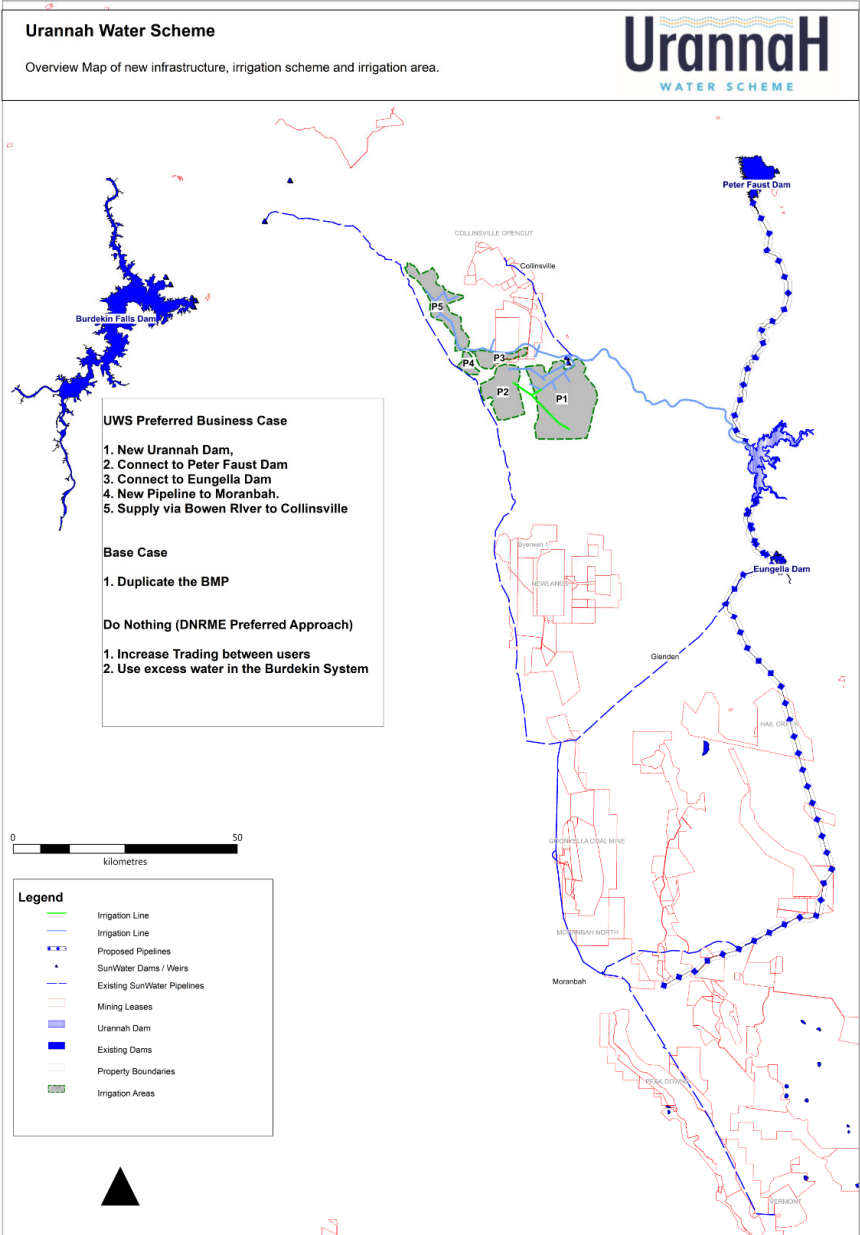 Urannah Water Scheme
Overview Map of new infrastructure, irrigation scheme and irrigation area.
UrannaH
WATER SCHEME
Peter Faust Dam
COLLINSVILLE OPENCUT
Collinsville
P5
Burdekin Falls Dam
P4
P3
P2
P1
UWS Preferred Business Case
1. New Urannah Dam,
2. Connect to Peter Faust Dam
3. Connect to Eungella Dam
4. New Pipeline to Moranbah.
5. Supply via Bowen RIver to Collinsville
Base Case
1. Duplicate the BMP
Do Nothing (DNRME Preferred Approach)
1. Increase Trading between users
2. Use excess water in the Burdekin System
Byerwen 1
Eungella Dam
NEWLANDS
Glenden
HAIL CREEK
GOONYELLA COAL MINE
MORANBAH NORTH
Moranbah
PEAK DOWNS
VERMONT
0
50
kilometres
Legend
Irrigation Line
Irrigation Line
Proposed Pipelines
SunWater Dams / Weirs
Existing SunWater Pipelines
Mining Leases
Urannah Dam
Existing Dams
Property Boundaries
Irrigation Areas